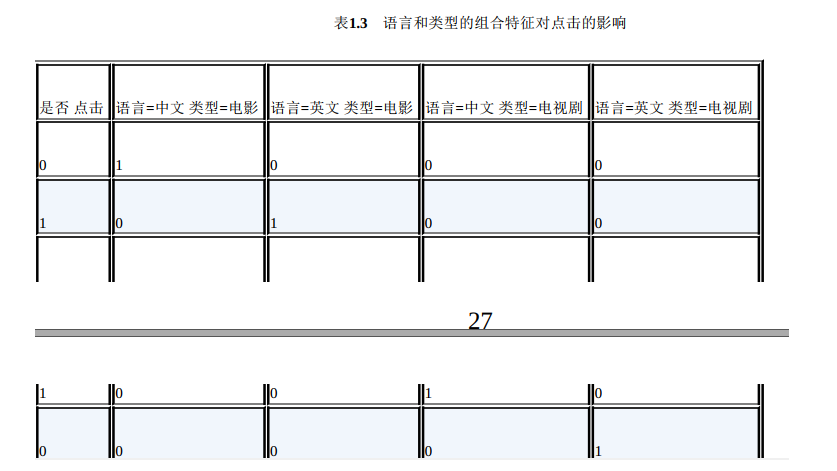 表1.3 语言和类型的组合特征对点击的影响
是否 点击 语言=中文 类型=电影 语言=英文 类型=电影 语言=中文 类型=电视剧 语言=英文 类型=电视剧
0 1 0 0 0
1 0 1 0 0
27
1 0 0 1 0
0 0 0 0 1